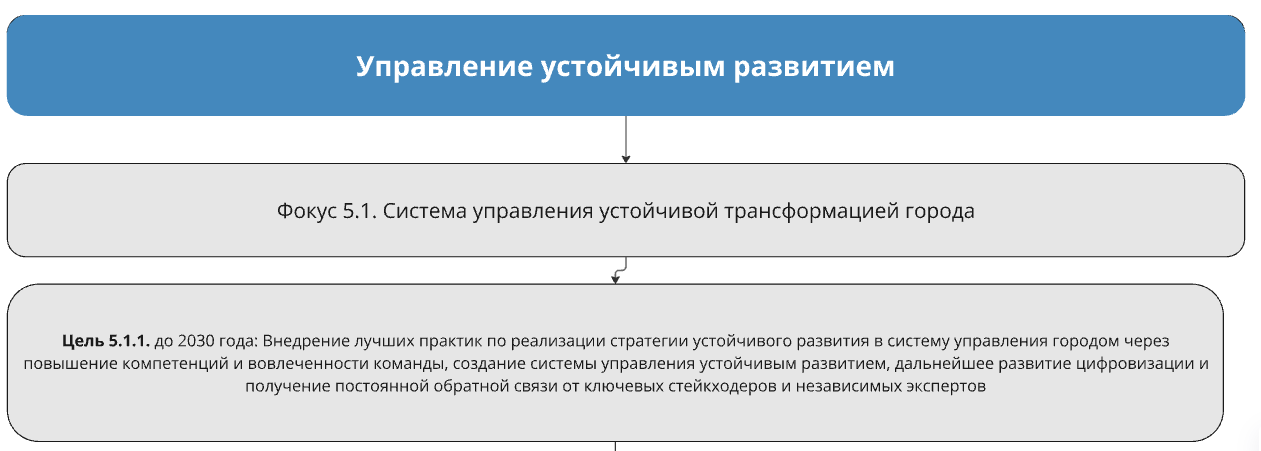 Управление устойчивым развитием
Фокус 5.1. Система управления устойчивой трансформацией города
Цель 5.1.1. до 2030 года: Внедрение лучших практик по реализации стратегии устойчивого развития в систему управления городом через
повышение компетенций и вовлеченности команды, создание системы управления устойчивым развитием, дальнейшее развитие цифровизации и
получение постоянной обратной связи от ключевых стейкходеров и независимых экспертов